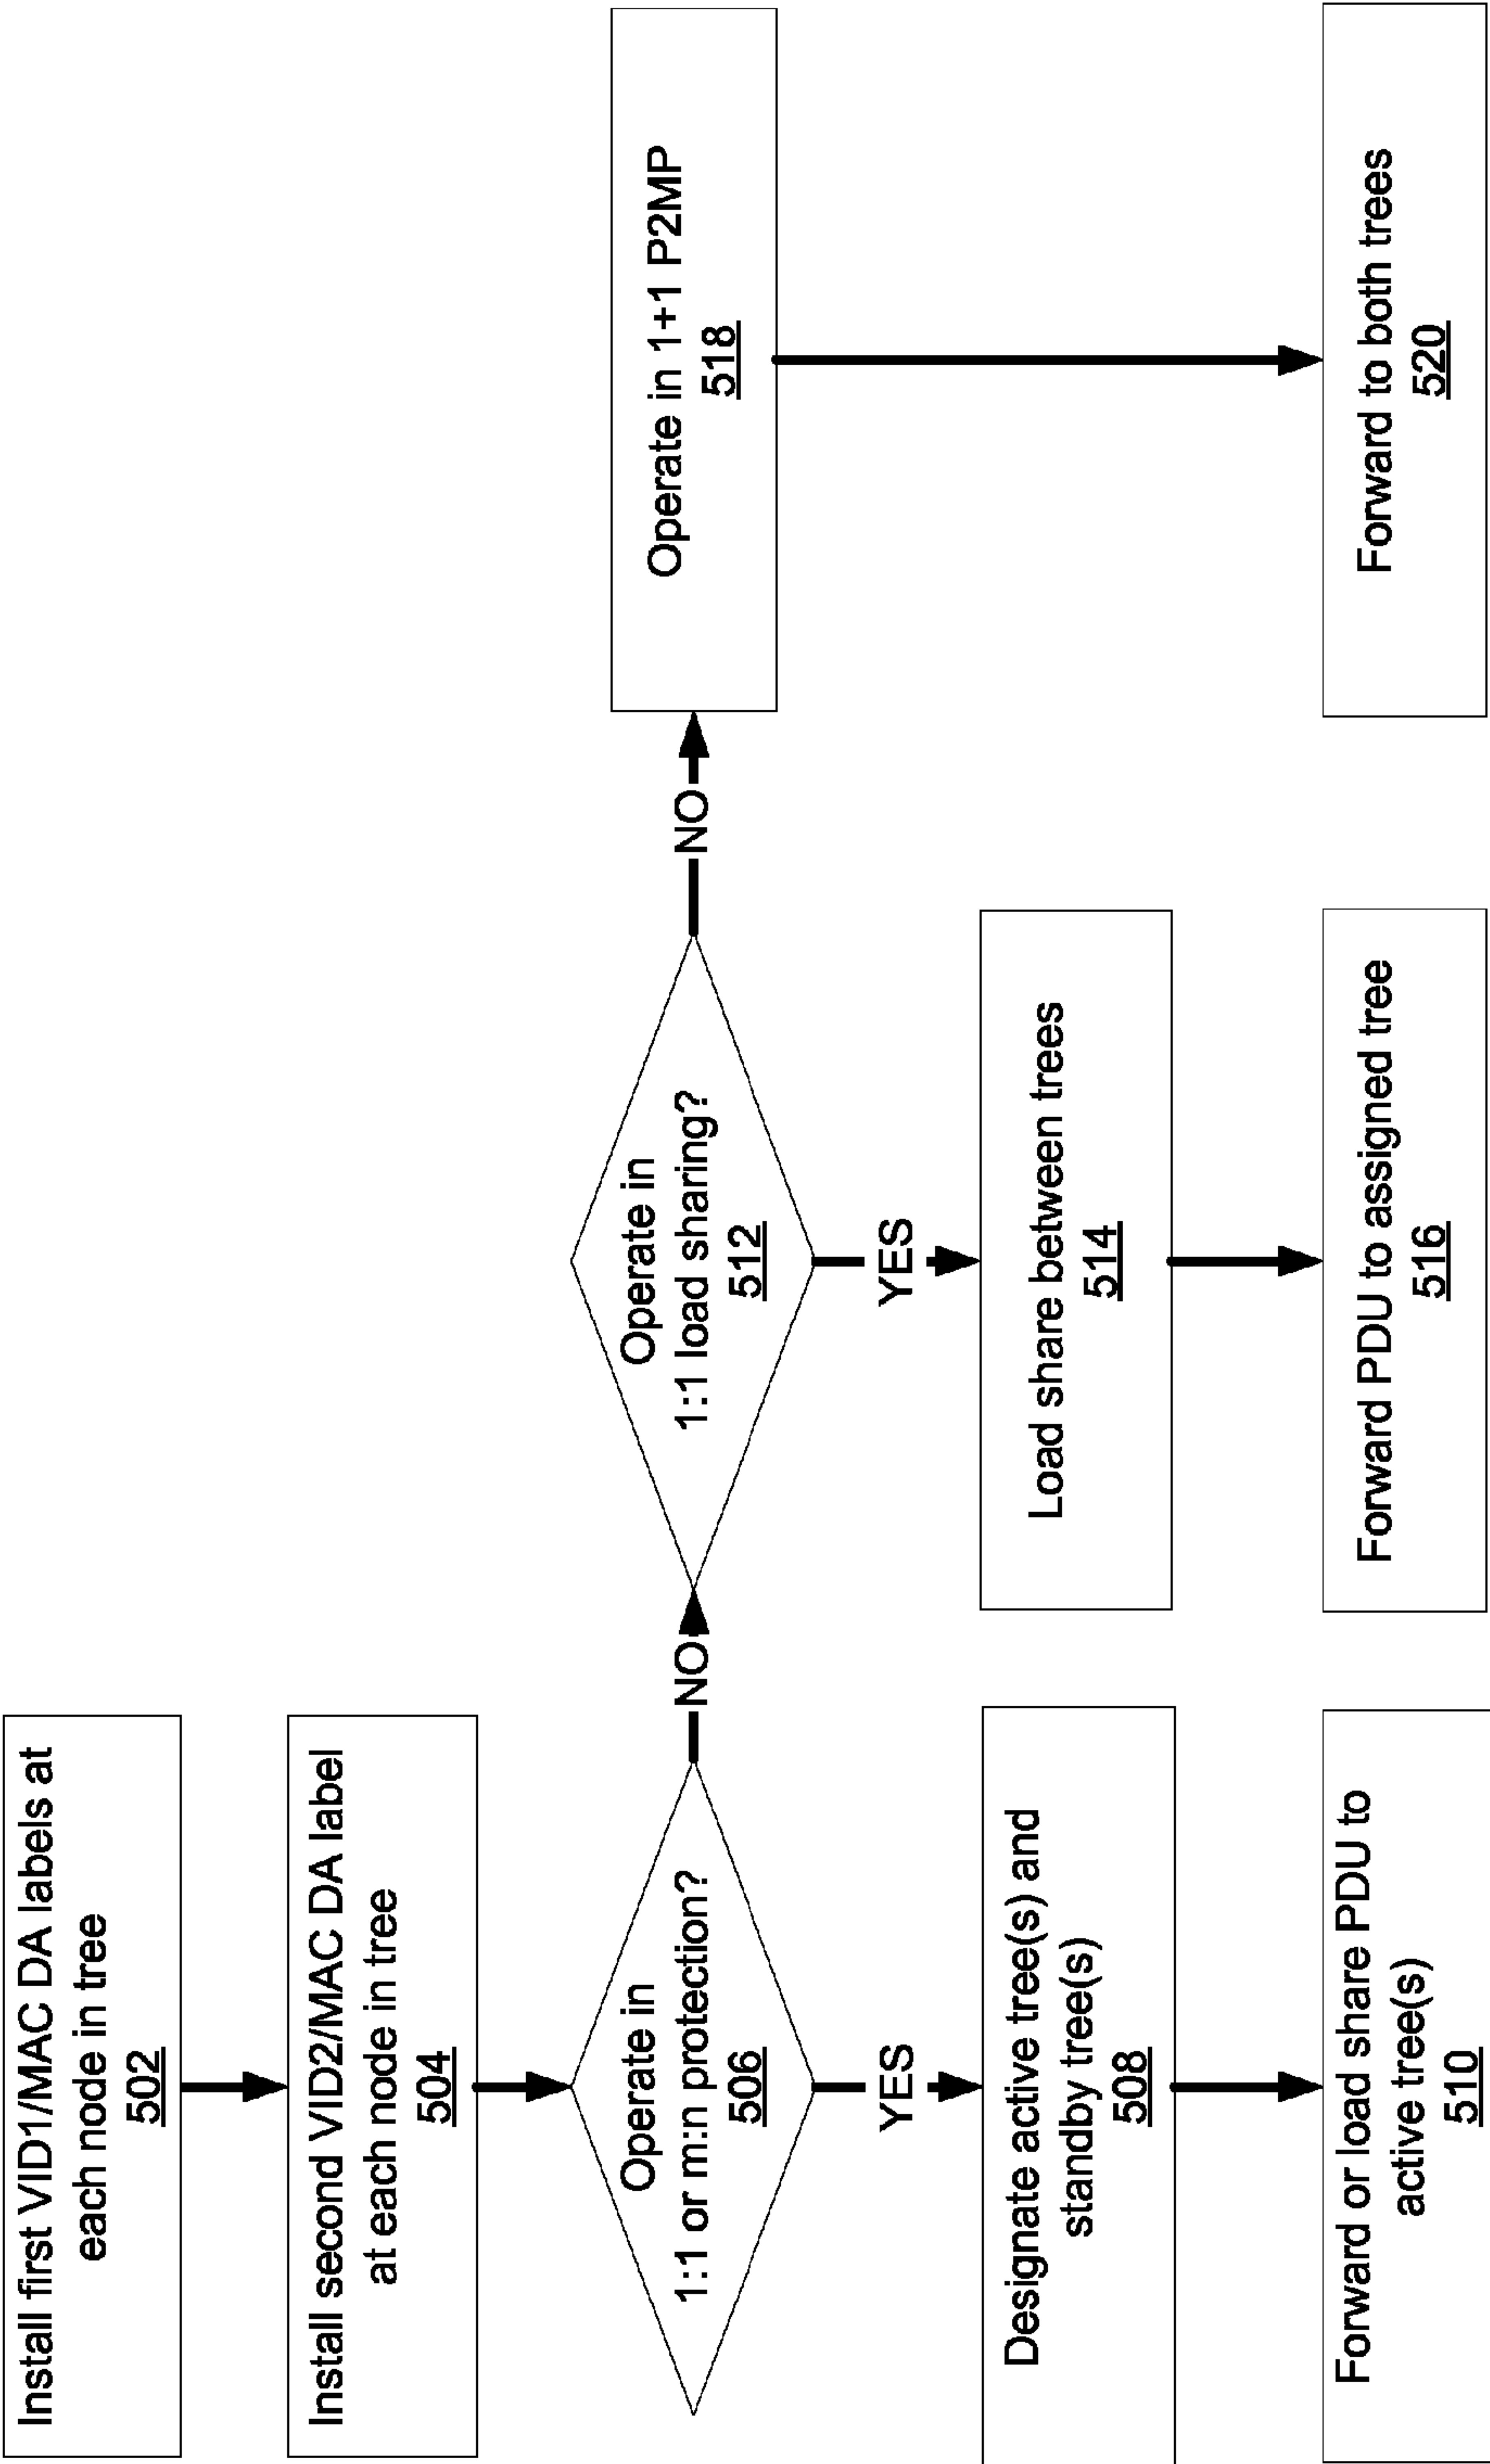 Install first VID1/MAC DA labels at
each node in tree
502
Install second VID2/MAC DA label
at each node in tree
504
Operate in
1:1 or m:n protection?
506
NO
YES
Designate active tree(s) and
standby tree(s)
508
Forward or load share PDU to
active tree(s)
510
Operate in
1:1 load sharing?
512
NO
YES
Load share between trees
514
Forward PDU to assigned tree
516
Operate in 1+1 P2MP
518
Forward to both trees
520